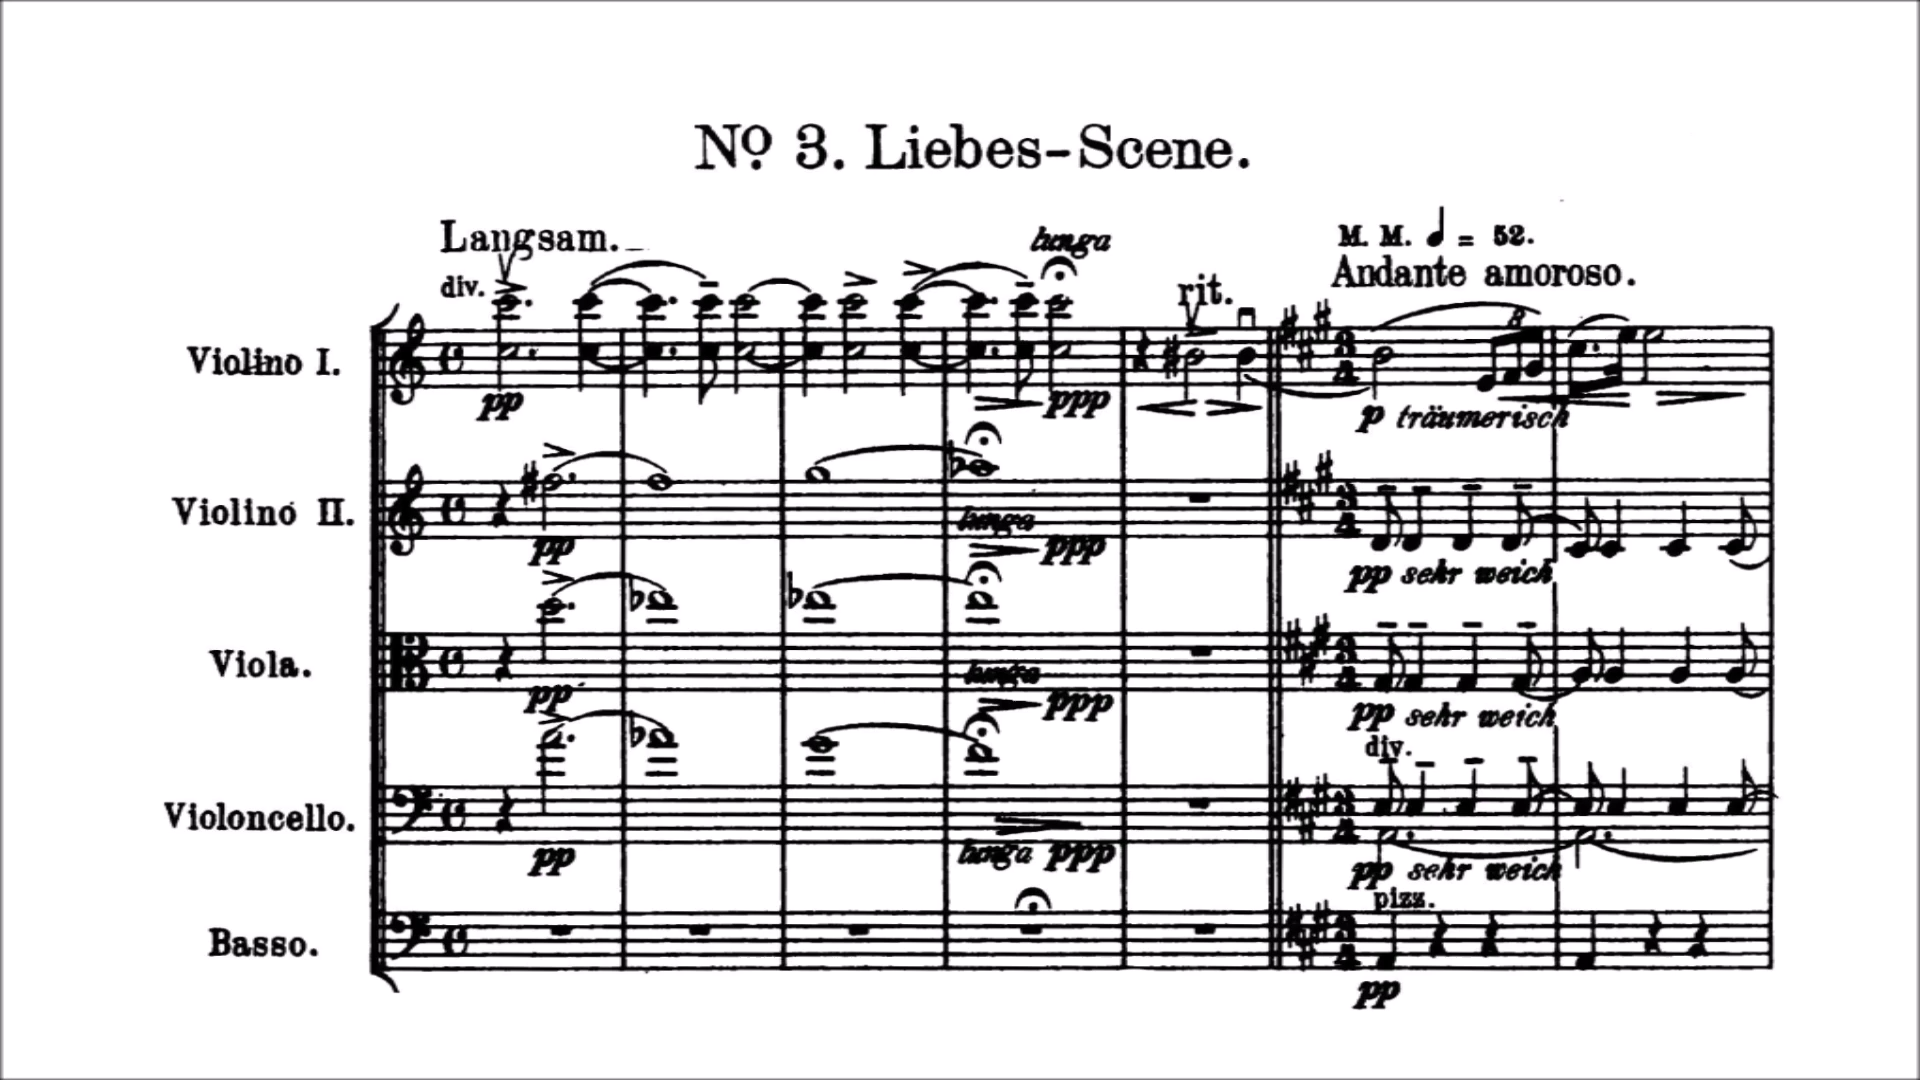 Nº 3. Liebes-Scene.
Langsam.
lunga
M. M. ♩ = 52.
Andante amoroso.
div.
rit.
Violino I.
8
pp
ppp
p träumerisch
Violino II.
lunga
pp
ppp
pp sehr weich
Viola.
lunga
pp
ppp
pp sehr weich
div.
Violoncello.
pp
lunga ppp
pp sehr weich
pizz.
Basso.
pp